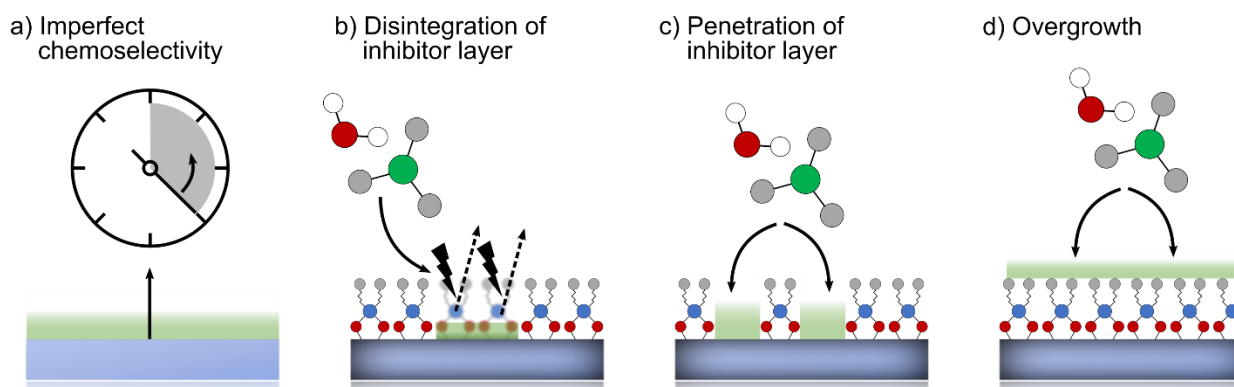 a) Imperfect
chemoselectivity
b) Disintegration of
inhibitor layer
c) Penetration of
inhibitor layer
d) Overgrowth